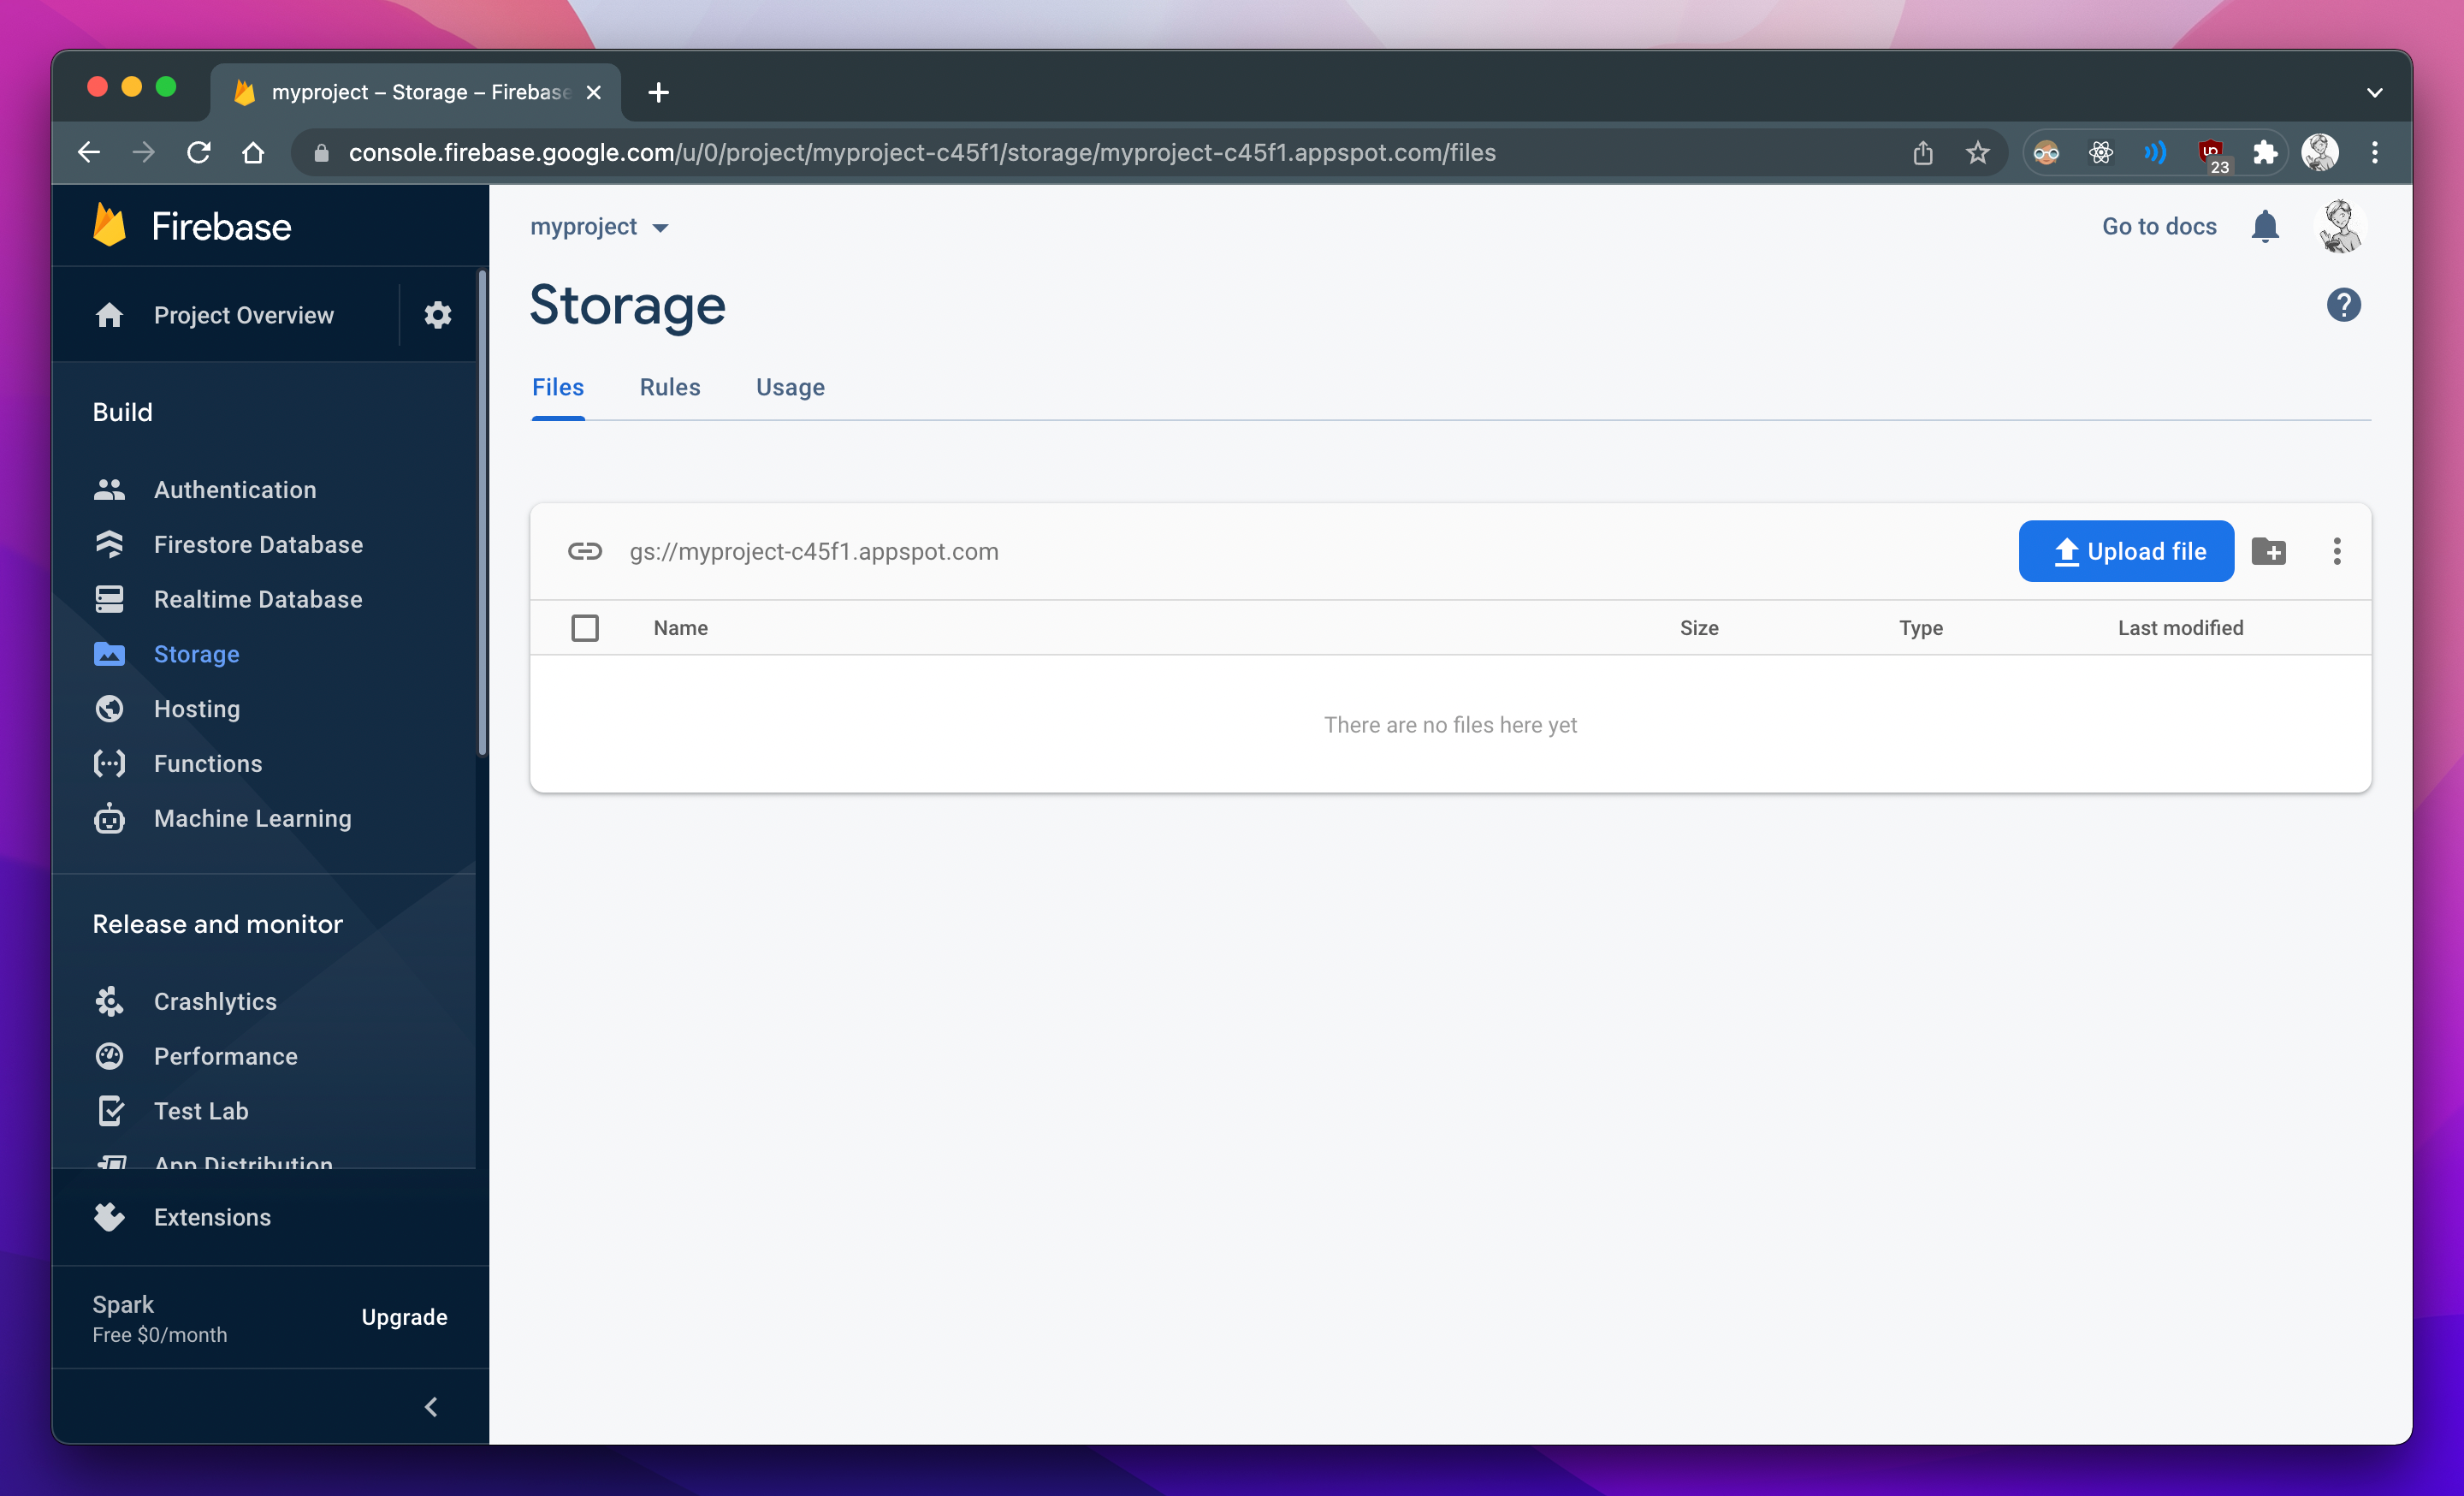 myproject – Storage – Firebase
console.firebase.google.com/u/0/project/myproject-c45f1/storage/myproject-c45f1.appspot.com/files
23
Firebase
Project Overview
Build
Authentication
Firestore Database
Realtime Database
Storage
Hosting
Functions
Machine Learning
Release and monitor
Crashlytics
Performance
Test Lab
App Distribution
Extensions
Spark
Free $0/month
Upgrade
myproject
Go to docs
Storage
Files Rules Usage
gs://myproject-c45f1.appspot.com
Upload file
Name Size Type Last modified
There are no files here yet